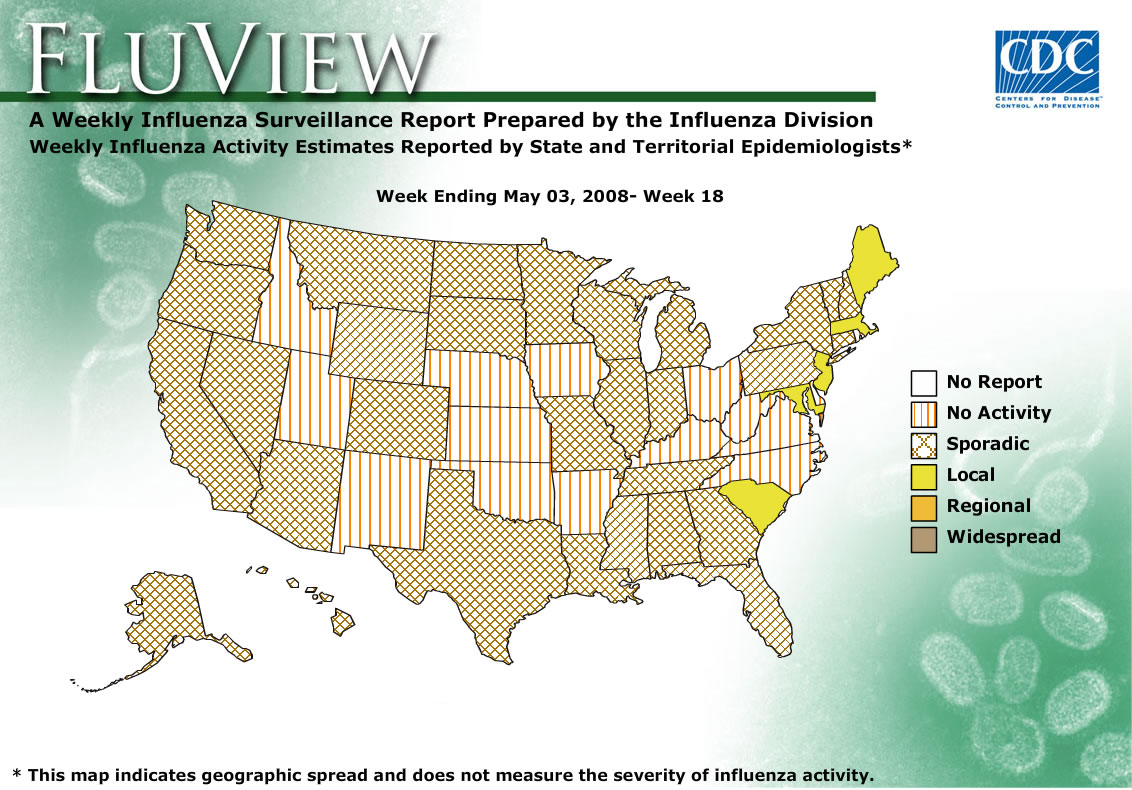 FLUVIEW
CDC
CENTERS FOR DISEASE
CONTROL AND PREVENTION
A Weekly Influenza Surveillance Report Prepared by the Influenza Division
Weekly Influenza Activity Estimates Reported by State and Territorial Epidemiologists*
Week Ending May 03, 2008- Week 18
No Report
No Activity
Sporadic
Local
Regional
Widespread
* This map indicates geographic spread and does not measure the severity of influenza activity.